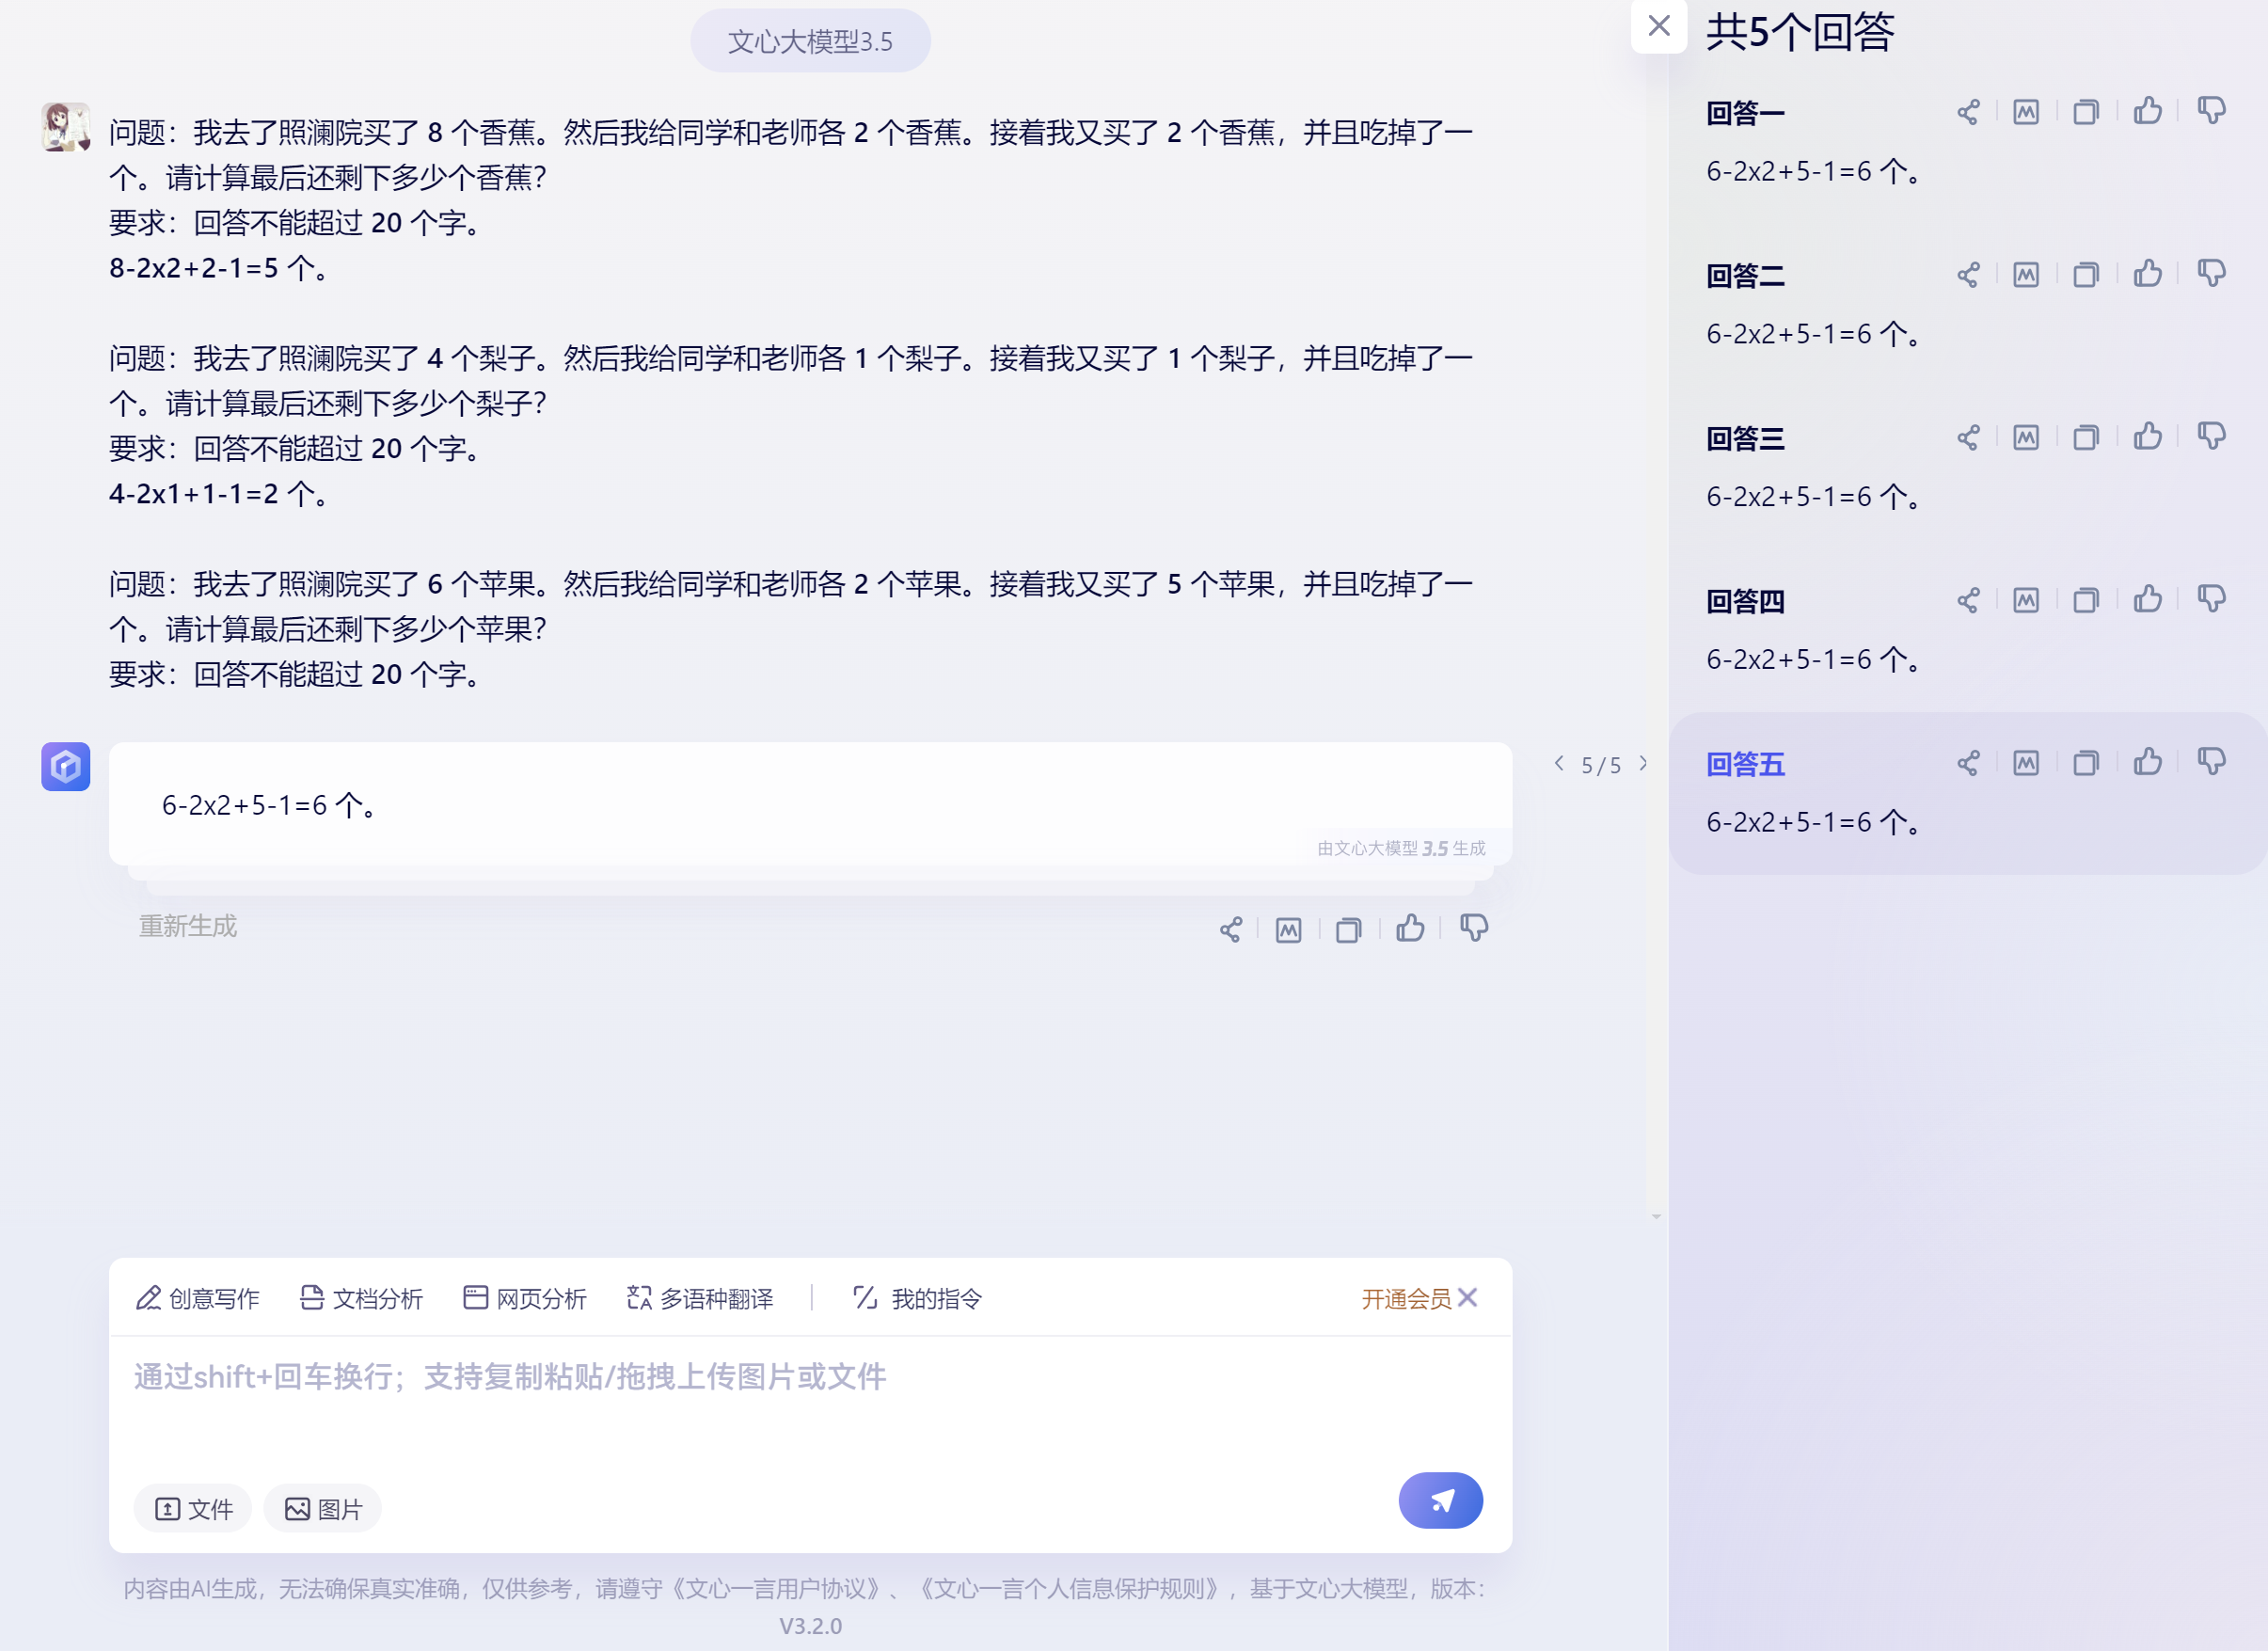 文心大模型3.5
问题：我去了照澜院买了 8 个香蕉。然后我给同学和老师各 2 个香蕉。接着我又买了 2 个香蕉，并且吃掉了一
个。请计算最后还剩下多少个香蕉？
要求：回答不能超过 20 个字。
8-2x2+2-1=5 个。
问题：我去了照澜院买了 4 个梨子。然后我给同学和老师各 1 个梨子。接着我又买了 1 个梨子，并且吃掉了一
个。请计算最后还剩下多少个梨子？
要求：回答不能超过 20 个字。
4-2x1+1-1=2 个。
问题：我去了照澜院买了 6 个苹果。然后我给同学和老师各 2 个苹果。接着我又买了 5 个苹果，并且吃掉了一
个。请计算最后还剩下多少个苹果？
要求：回答不能超过 20 个字。
6-2x2+5-1=6 个。
由文心大模型 3.5 生成
5/5
重新生成
创意写作 文档分析 网页分析 多语种翻译 我的指令 开通会员
通过shift+回车换行；支持复制粘贴/拖拽上传图片或文件
文件 图片
内容由AI生成，无法确保真实准确，仅供参考，请遵守《文心一言用户协议》、《文心一言个人信息保护规则》，基于文心大模型，版本：
V3.2.0
共5个回答
回答一
6-2x2+5-1=6 个。
回答二
6-2x2+5-1=6 个。
回答三
6-2x2+5-1=6 个。
回答四
6-2x2+5-1=6 个。
回答五
6-2x2+5-1=6 个。